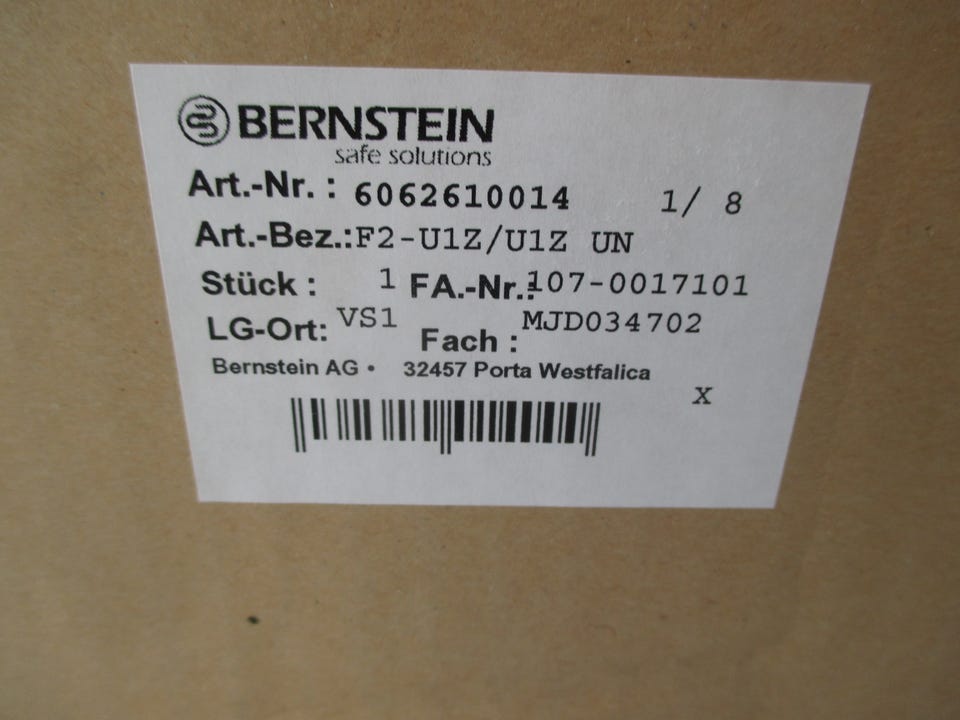 BERNSTEIN
safe solutions
Art.-Nr. : 6062610014 1/ 8
Art.-Bez.:F2-U1Z/U1Z UN
Stück : 1 FA.-Nr.:107-0017101
LG-Ort: VS1 Fach : MJD034702
Bernstein AG • 32457 Porta Westfalica
X